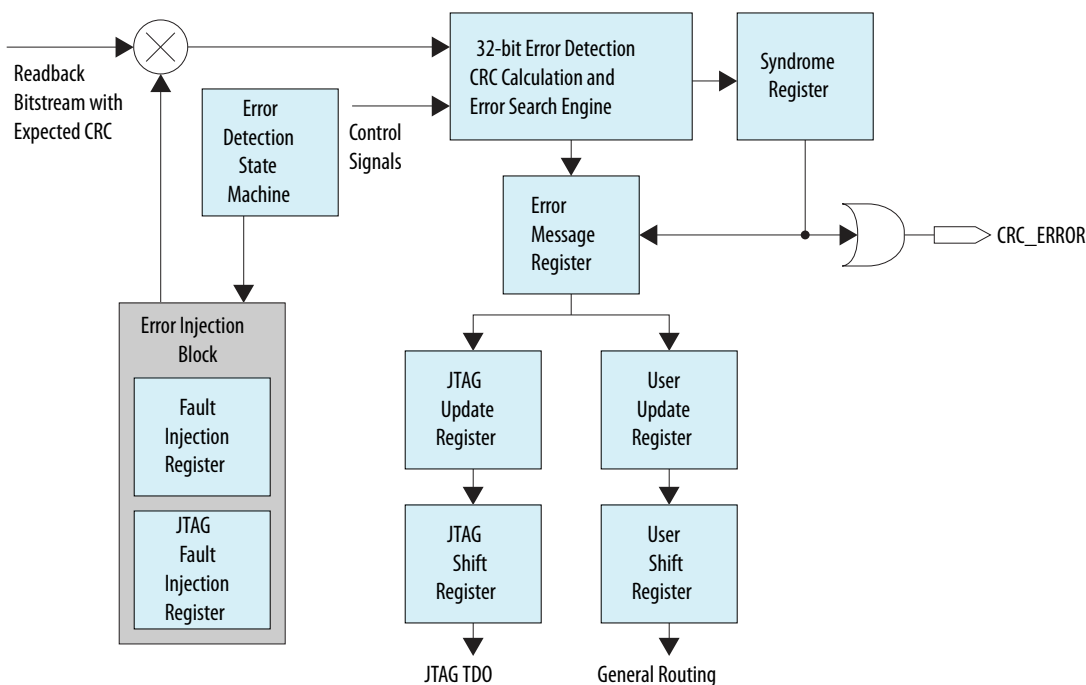 Readback
Bitstream with
Expected CRC
Error
Detection
State
Machine
Control
Signals
32-bit Error Detection
CRC Calculation and
Error Search Engine
Syndrome
Register
Error
Message
Register
CRC_ERROR
Error Injection
Block
Fault
Injection
Register
JTAG
Fault
Injection
Register
JTAG
Update
Register
User
Update
Register
JTAG
Shift
Register
User
Shift
Register
JTAG TDO
General Routing